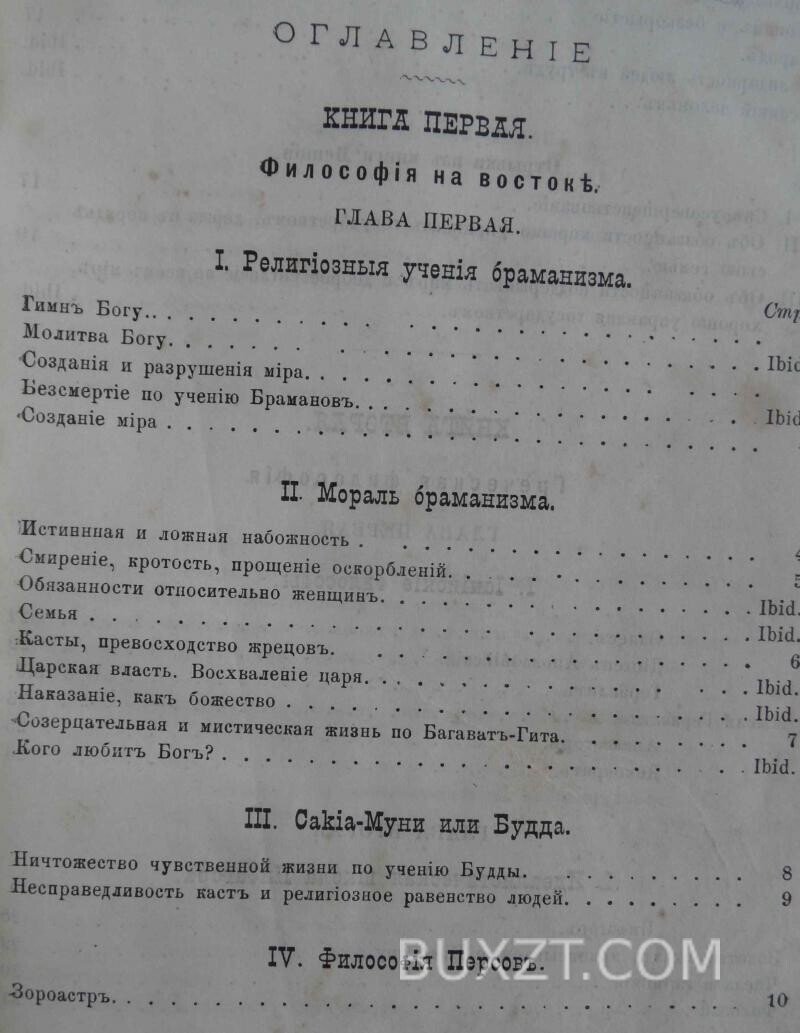 ОГЛАВЛЕНІЕ
КНИГА ПЕРВАЯ.
Философія на востокѣ.
ГЛАВА ПЕРВАЯ.
I. Религіозныя ученія браманизма.
Стр
Гимнъ Богу..
Молитва Богу.
Созданія и разрушенія міра. Ibid
Безсмертіе по ученію Брамановъ.
Созданіе міра . Ibid
II. Мораль браманизма.
Истивнная и ложная набожность . 4
Смиреніе, кротость, прощеніе оскорбленій. 5
Обязанности относительно женщинъ. Ibid.
Семья . Ibid.
Касты, превосходство жрецовъ. 6
Царская власть. Восхваленіе царя. Ibid.
Наказаніе, какъ божество . Ibid.
Созерцательная и мистическая жизнь по Багаватъ-Гита. 7
Кого любитъ Богъ? . Ibid.
III. Сакіа-Муни или Будда.
Ничтожество чувственной жизни по ученію Будды. 8
Несправедливость кастъ и религіозное равенство людей. 9
IV. Философія Персовъ.
BUXZT.COM
Зороастръ. 10